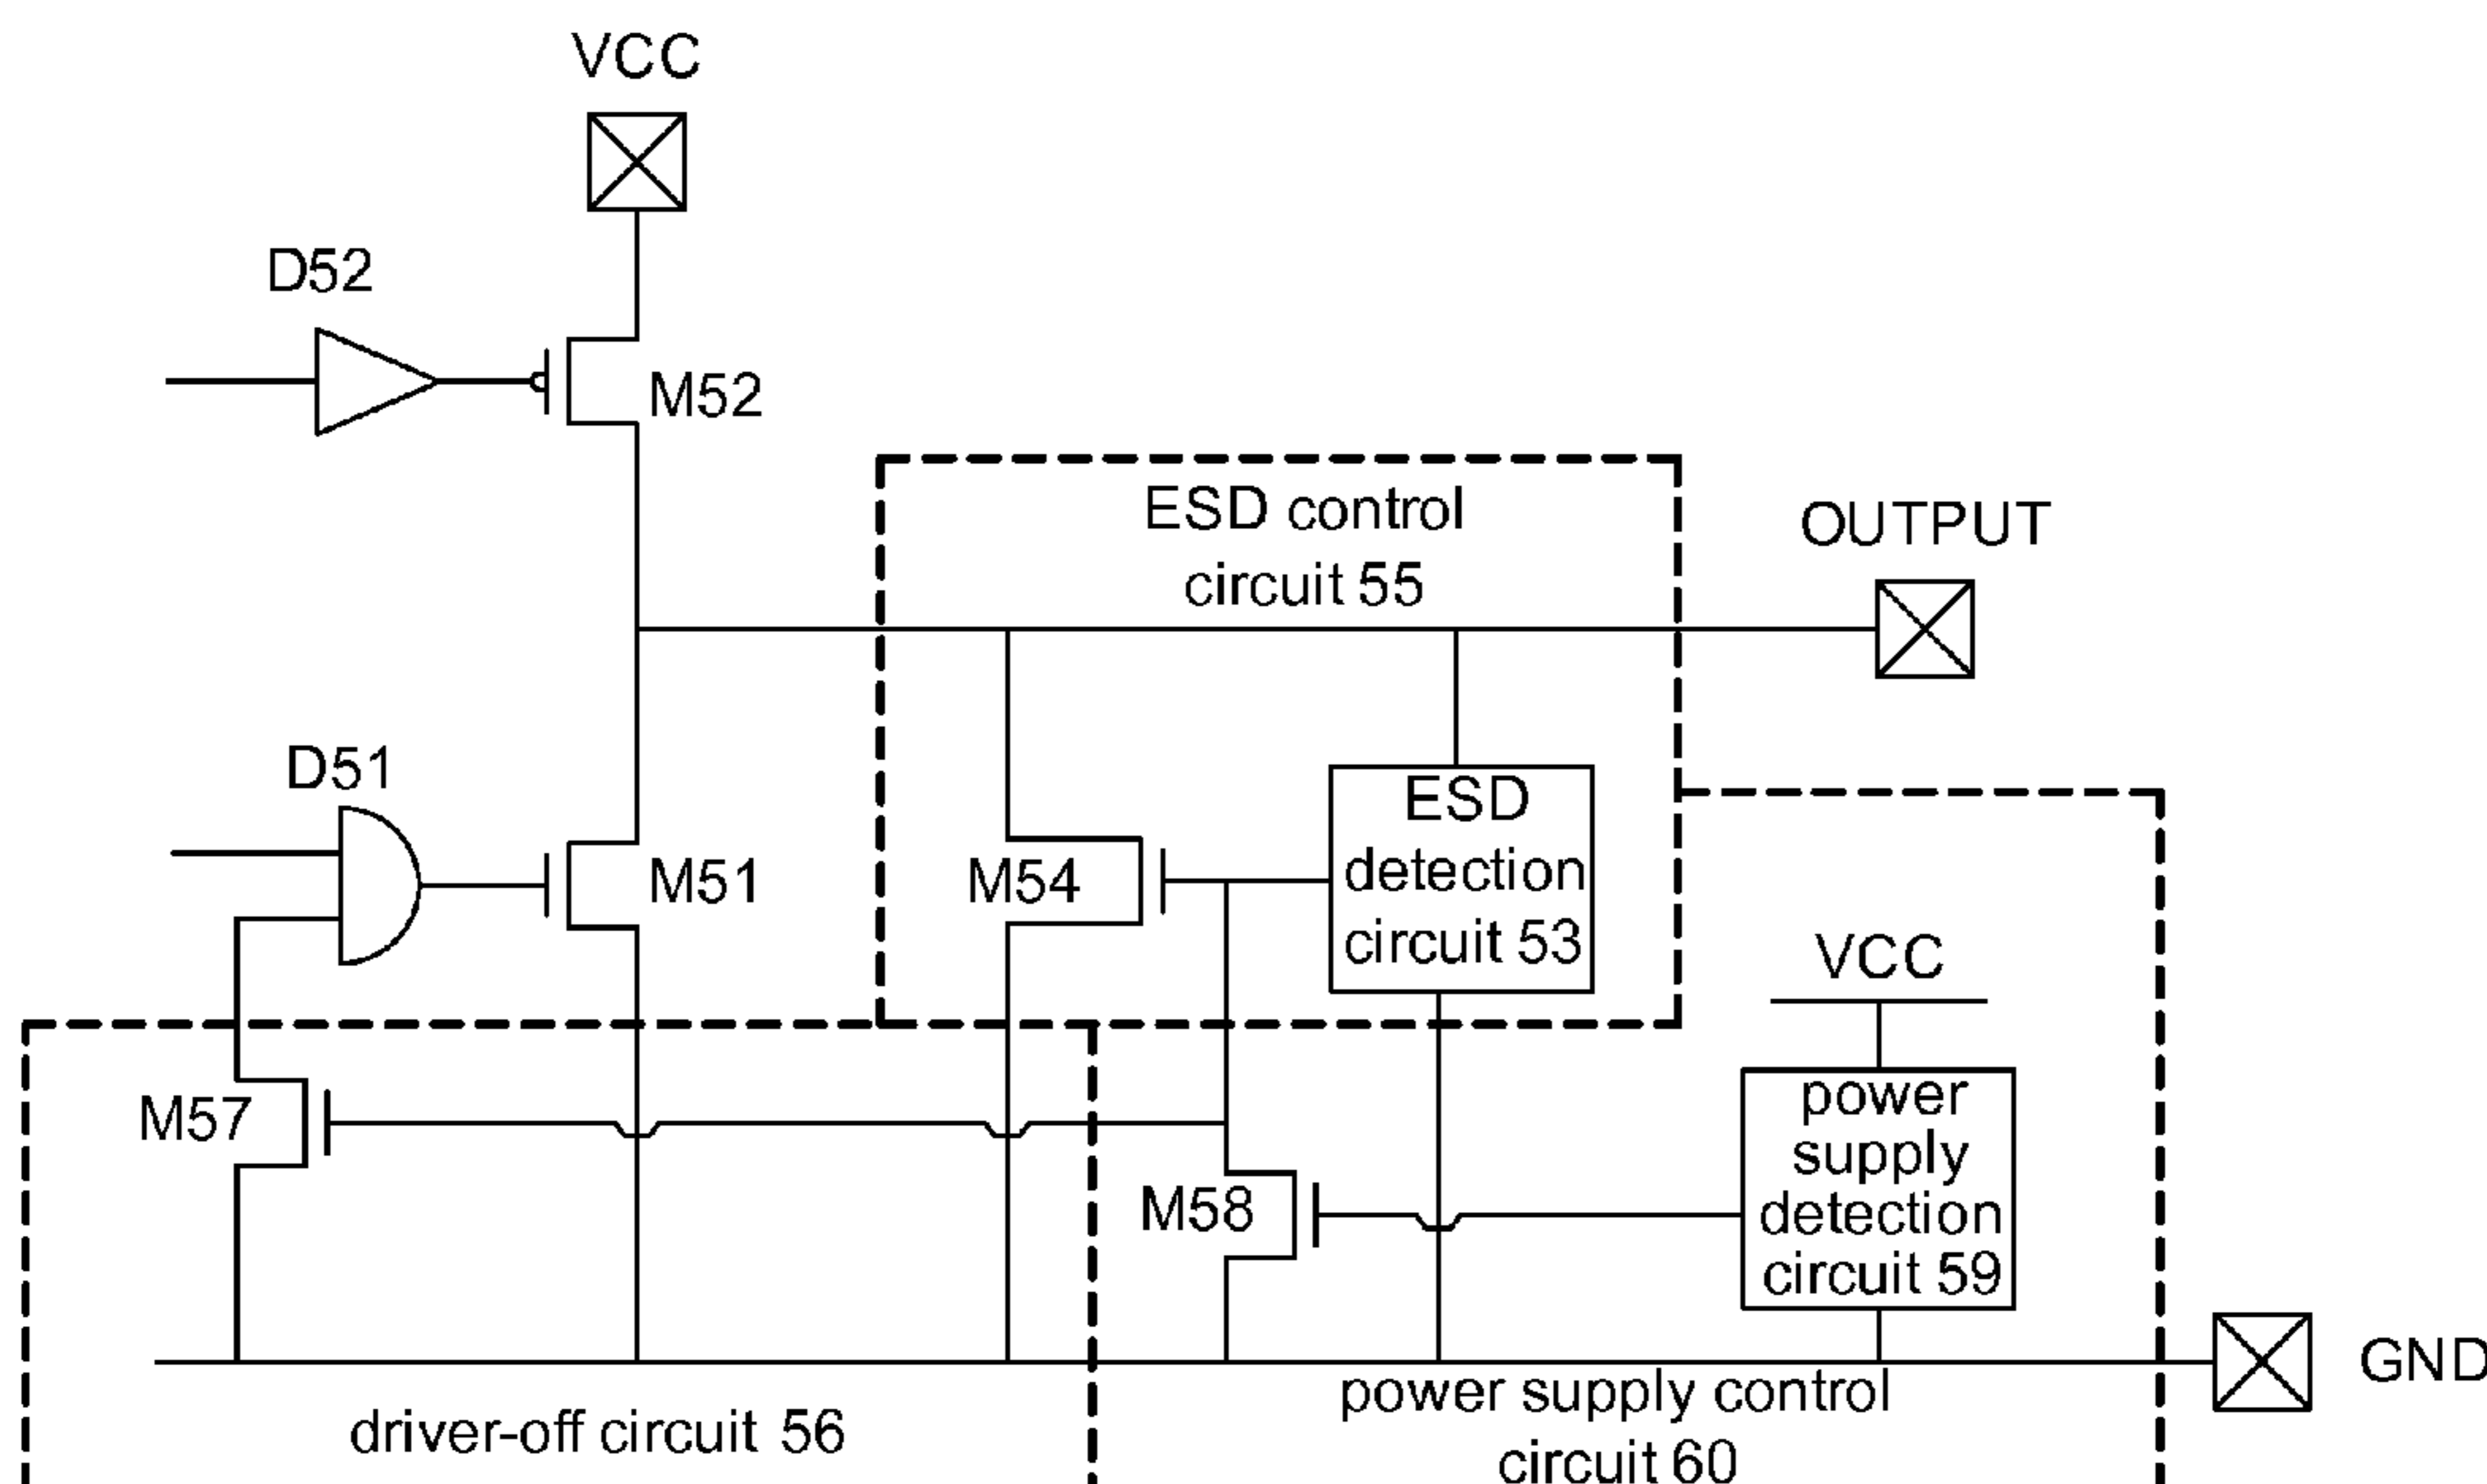 VCC
D52
M52
ESD control
circuit 55
OUTPUT
D51
M51
M54
ESD
detection
circuit 53
VCC
M57
M58
power
supply
detection
circuit 59
GND
driver-off circuit 56
power supply control
circuit 60